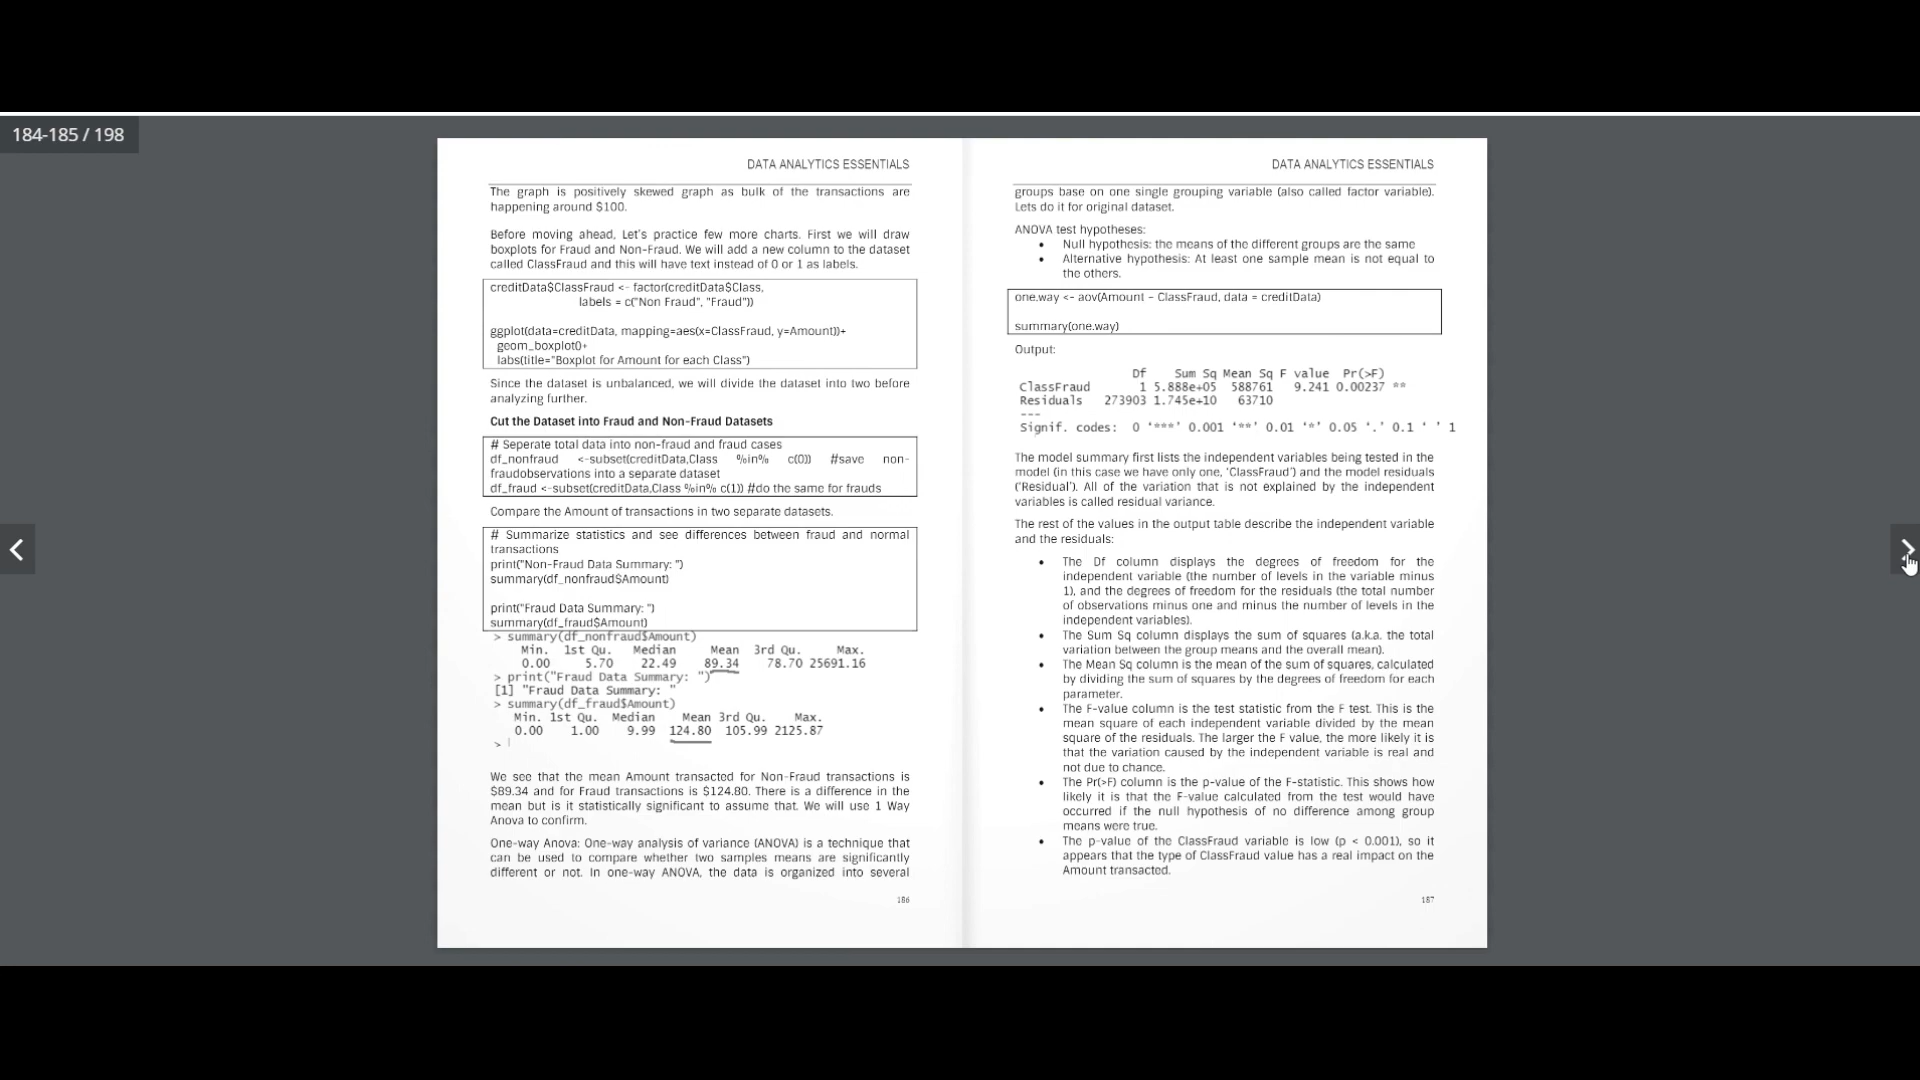 184-185 / 198
DATA ANALYTICS ESSENTIALS
The graph is positively skewed graph as bulk of the transactions are
happening around $100.
Before moving ahead, Let's practice few more charts. First we will draw
boxplots for Fraud and Non-Fraud. We will add a new column to the dataset
called ClassFraud and this will have text instead of 0 or 1 as labels.
creditData$ClassFraud <- factor(creditData$Class,
labels = c("Non Fraud", "Fraud"))
ggplot(data=creditData, mapping=aes(x=ClassFraud, y=Amount))+
geom_boxplot()+
labs(title="Boxplot for Amount for each Class")
Since the dataset is unbalanced, we will divide the dataset into two before
analyzing further.
Cut the Dataset into Fraud and Non-Fraud Datasets
# Seperate total data into non-fraud and fraud cases
df_nonfraud <-subset(creditData,Class %in% c(0)) #save non-
fraudobservations into a separate dataset
df_fraud <-subset(creditData,Class %in% c(1)) #do the same for frauds
Compare the Amount of transactions in two separate datasets.
# Summarize statistics and see differences between fraud and normal
transactions
print("Non-Fraud Data Summary: ")
summary(df_nonfraud$Amount)
print("Fraud Data Summary: ")
summary(df_fraud$Amount)
> summary(df_nonfraud$Amount)
Min. 1st Qu. Median Mean 3rd Qu. Max.
0.00 5.70 22.49 89.34 78.70 25691.16
> print("Fraud Data Summary: ")
[1] "Fraud Data Summary: "
> summary(df_fraud$Amount)
Min. 1st Qu. Median Mean 3rd Qu. Max.
0.00 1.00 9.99 124.80 105.99 2125.87
>
We see that the mean Amount transacted for Non-Fraud transactions is
$89.34 and for Fraud transactions is $124.80. There is a difference in the
mean but is it statistically significant to assume that. We will use 1 Way
Anova to confirm.
One-way Anova: One-way analysis of variance (ANOVA) is a technique that
can be used to compare whether two samples means are significantly
different or not. In one-way ANOVA, the data is organized into several
186
DATA ANALYTICS ESSENTIALS
groups base on one single grouping variable (also called factor variable).
Lets do it for original dataset.
ANOVA test hypotheses:
• Null hypothesis: the means of the different groups are the same
• Alternative hypothesis: At least one sample mean is not equal to
the others.
one.way <- aov(Amount ~ ClassFraud, data = creditData)
summary(one.way)
Output:
Df Sum Sq Mean Sq F value Pr(>F)
ClassFraud 1 5.888e+05 588761 9.241 0.00237 **
Residuals 273903 1.745e+10 63710
---
Signif. codes: 0 '***' 0.001 '**' 0.01 '*' 0.05 '.' 0.1 ' ' 1
The model summary first lists the independent variables being tested in the
model (in this case we have only one, 'ClassFraud') and the model residuals
('Residual'). All of the variation that is not explained by the independent
variables is called residual variance.
The rest of the values in the output table describe the independent variable
and the residuals:
• The Df column displays the degrees of freedom for the
independent variable (the number of levels in the variable minus
1), and the degrees of freedom for the residuals (the total number
of observations minus one and minus the number of levels in the
independent variables).
• The Sum Sq column displays the sum of squares (a.k.a. the total
variation between the group means and the overall mean).
• The Mean Sq column is the mean of the sum of squares, calculated
by dividing the sum of squares by the degrees of freedom for each
parameter.
• The F-value column is the test statistic from the F test. This is the
mean square of each independent variable divided by the mean
square of the residuals. The larger the F value, the more likely it is
that the variation caused by the independent variable is real and
not due to chance.
• The Pr(>F) column is the p-value of the F-statistic. This shows how
likely it is that the F-value calculated from the test would have
occurred if the null hypothesis of no difference among group
means were true.
• The p-value of the ClassFraud variable is low (p < 0.001), so it
appears that the type of ClassFraud value has a real impact on the
Amount transacted.
187